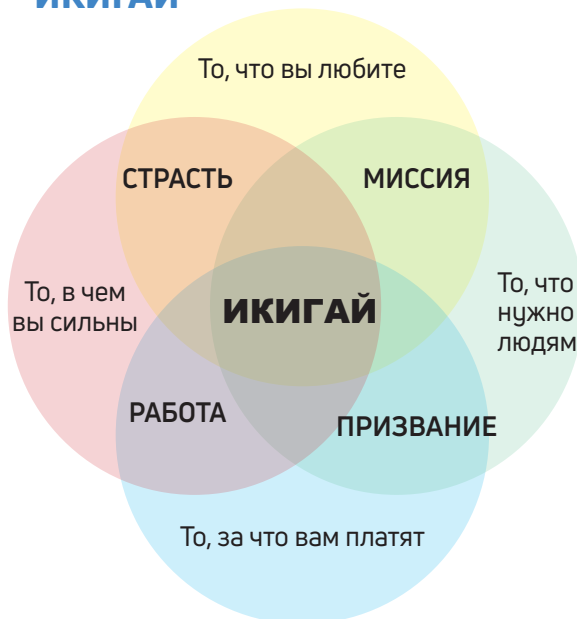 ИКИГАЙ
То, что вы любите
СТРАСТЬ
МИССИЯ
То, в чем
вы сильны
ИКИГАЙ
То, что
нужно
людям
РАБОТА
ПРИЗВАНИЕ
То, за что вам платят